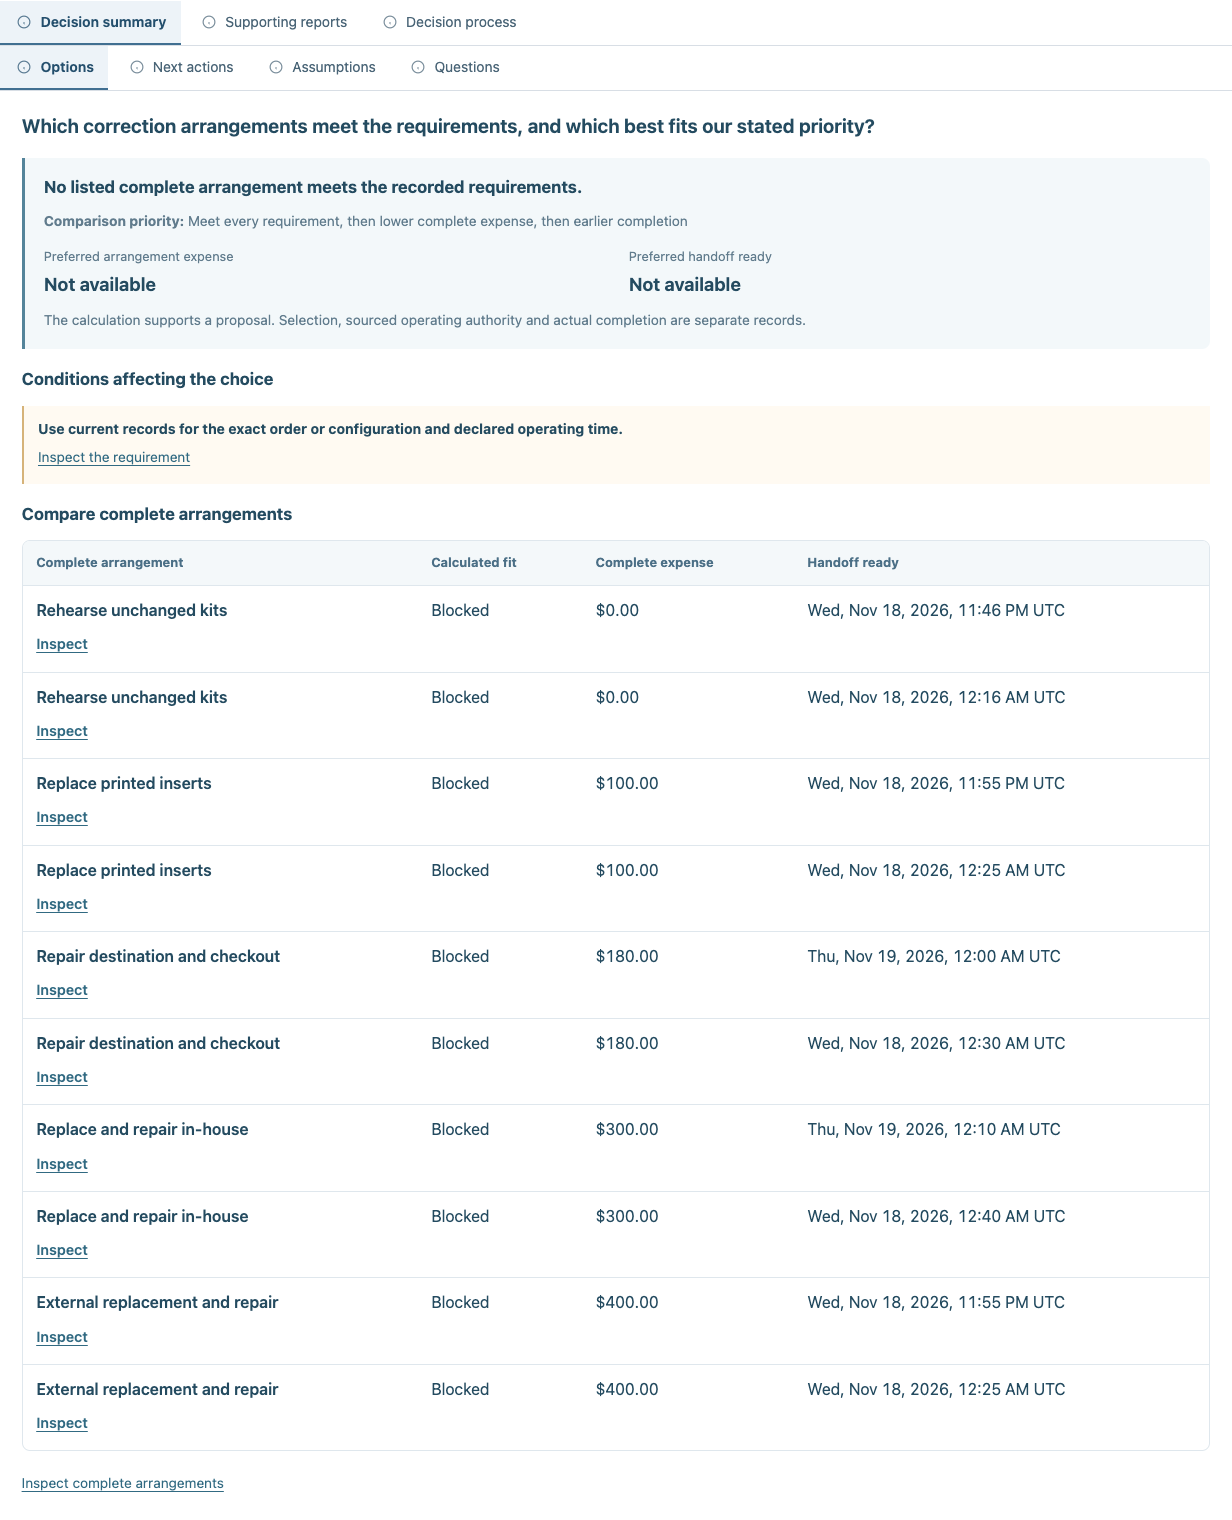 Decision summary
Supporting reports
Decision process
Options
Next actions
Assumptions
Questions
Which correction arrangements meet the requirements, and which best fits our stated priority?
No listed complete arrangement meets the recorded requirements.
Comparison priority: Meet every requirement, then lower complete expense, then earlier completion
Preferred arrangement expense
Not available
Preferred handoff ready
Not available
The calculation supports a proposal. Selection, sourced operating authority and actual completion are separate records.
Conditions affecting the choice
Use current records for the exact order or configuration and declared operating time.
Inspect the requirement
Compare complete arrangements
Complete arrangement Calculated fit Complete expense Handoff ready
Rehearse unchanged kits Blocked $0.00 Wed, Nov 18, 2026, 11:46 PM UTC
Inspect
Rehearse unchanged kits Blocked $0.00 Wed, Nov 18, 2026, 12:16 AM UTC
Inspect
Replace printed inserts Blocked $100.00 Wed, Nov 18, 2026, 11:55 PM UTC
Inspect
Replace printed inserts Blocked $100.00 Wed, Nov 18, 2026, 12:25 AM UTC
Inspect
Repair destination and checkout Blocked $180.00 Thu, Nov 19, 2026, 12:00 AM UTC
Inspect
Repair destination and checkout Blocked $180.00 Wed, Nov 18, 2026, 12:30 AM UTC
Inspect
Replace and repair in-house Blocked $300.00 Thu, Nov 19, 2026, 12:10 AM UTC
Inspect
Replace and repair in-house Blocked $300.00 Wed, Nov 18, 2026, 12:40 AM UTC
Inspect
External replacement and repair Blocked $400.00 Wed, Nov 18, 2026, 11:55 PM UTC
Inspect
External replacement and repair Blocked $400.00 Wed, Nov 18, 2026, 12:25 AM UTC
Inspect
Inspect complete arrangements